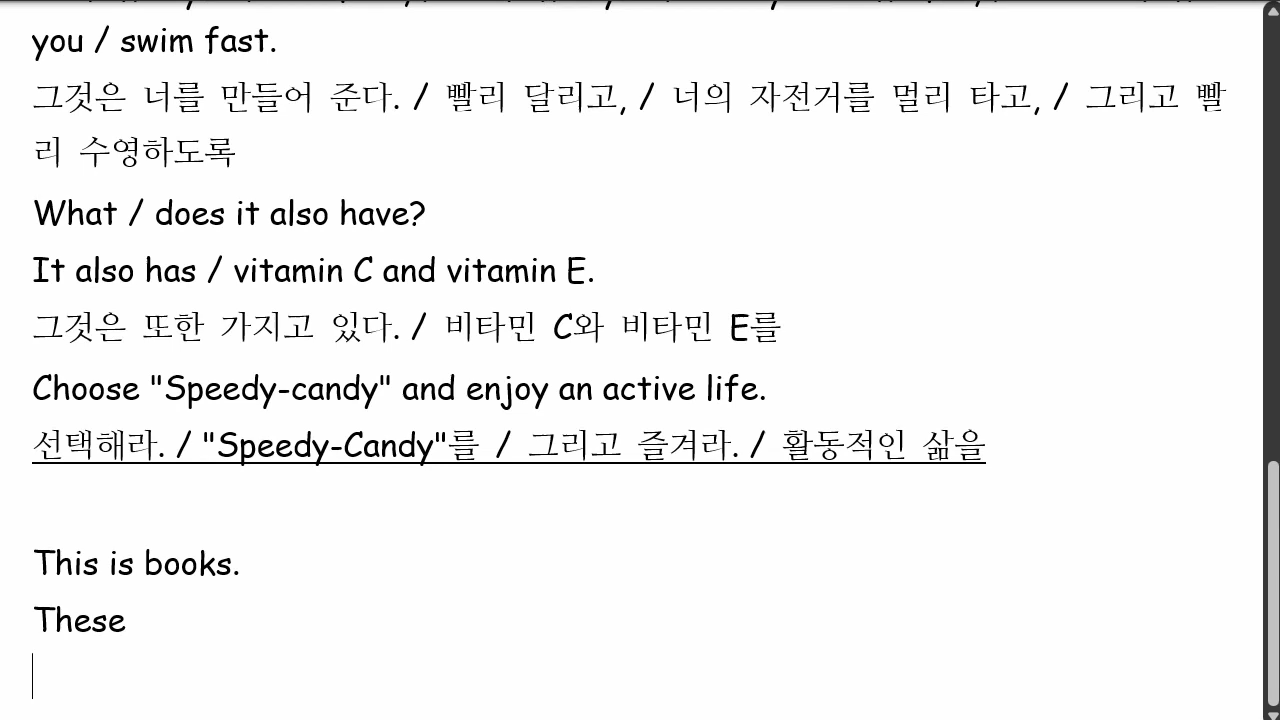 you / swim fast.
그것은 너를 만들어 준다. / 빨리 달리고, / 너의 자전거를 멀리 타고, / 그리고 빨
리 수영하도록
What / does it also have?
It also has / vitamin C and vitamin E.
그것은 또한 가지고 있다. / 비타민 C와 비타민 E를
Choose "Speedy-candy" and enjoy an active life.
선택해라. / "Speedy-Candy"를 / 그리고 즐겨라. / 활동적인 삶을
This is books.
These